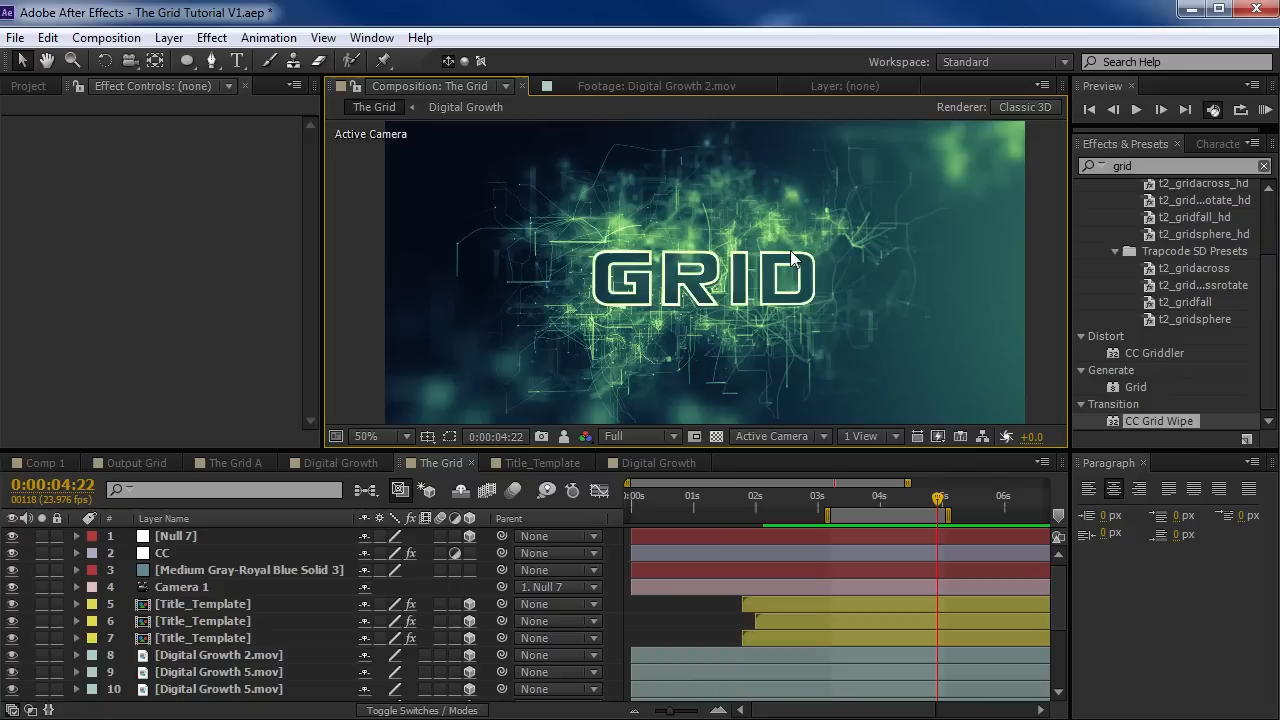 Ae Adobe After Effects - The Grid Tutorial V1.aep *
File Edit Composition Layer Effect Animation View Window Help
T Workspace: Standard Search Help
Project Effect Controls: (none) Composition: The Grid Footage: Digital Growth 2.mov Layer: (none) Preview
The Grid Digital Growth Renderer: Classic 3D
Active Camera
GRID
50% 0:00:04:22 Full Active Camera 1 View +0.0
Effects & Presets Characte
grid
t2_gridacross_hd
t2_grid...otate_hd
t2_gridfall_hd
t2_gridsphere_hd
Trapcode SD Presets
t2_gridacross
t2_grid...ssrotate
t2_gridfall
t2_gridsphere
Distort
CC Griddler
Generate
Grid
Transition
CC Grid Wipe
Comp 1 Output Grid The Grid A Digital Growth The Grid Title_Template Digital Growth
0:00:04:22
00118 (23.976 fps)
:00s 01s 02s 03s 04s 05s 06s
# Layer Name Parent
1 [Null 7] None
2 CC fx None
3 [Medium Gray-Royal Blue Solid 3] None
4 Camera 1 1. Null 7
5 [Title_Template] fx None
6 [Title_Template] fx None
7 [Title_Template] fx None
8 [Digital Growth 2.mov] None
9 [Digital Growth 5.mov] None
10 [Digital Growth 5.mov] None
Toggle Switches / Modes
Paragraph
0 px 0 px 0 px
0 px 0 px